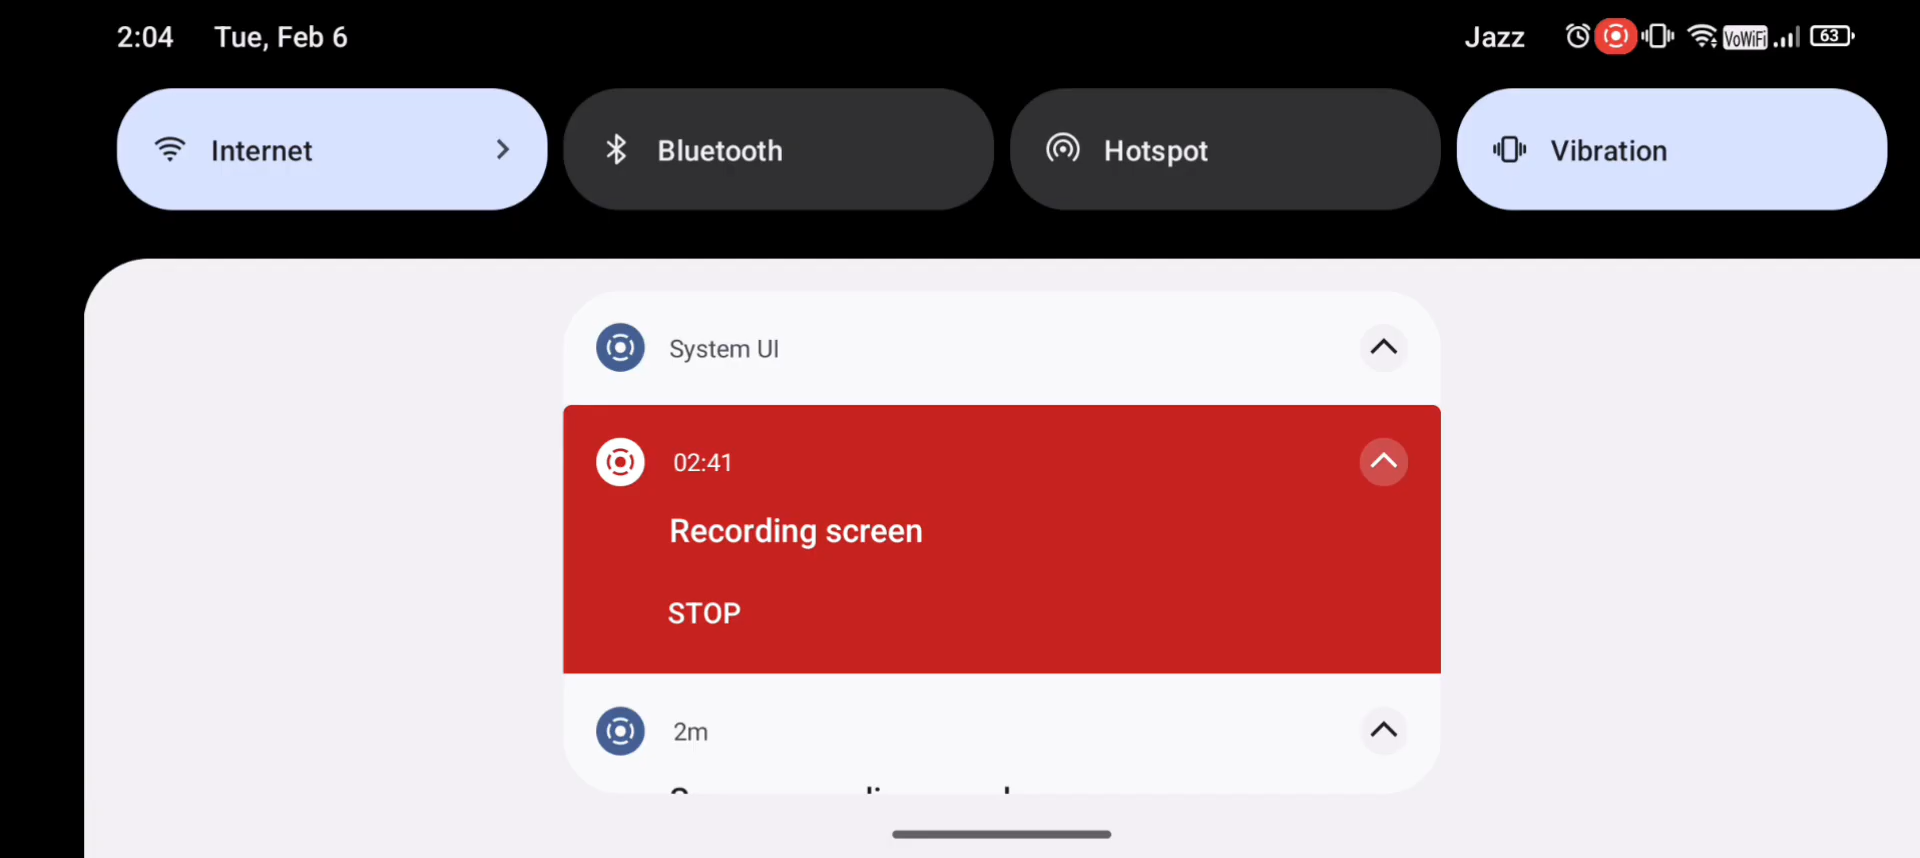 2:04 Tue, Feb 6 Jazz VoWiFi 63
Internet Bluetooth Hotspot Vibration
System UI
02:41
Recording screen
STOP
2m